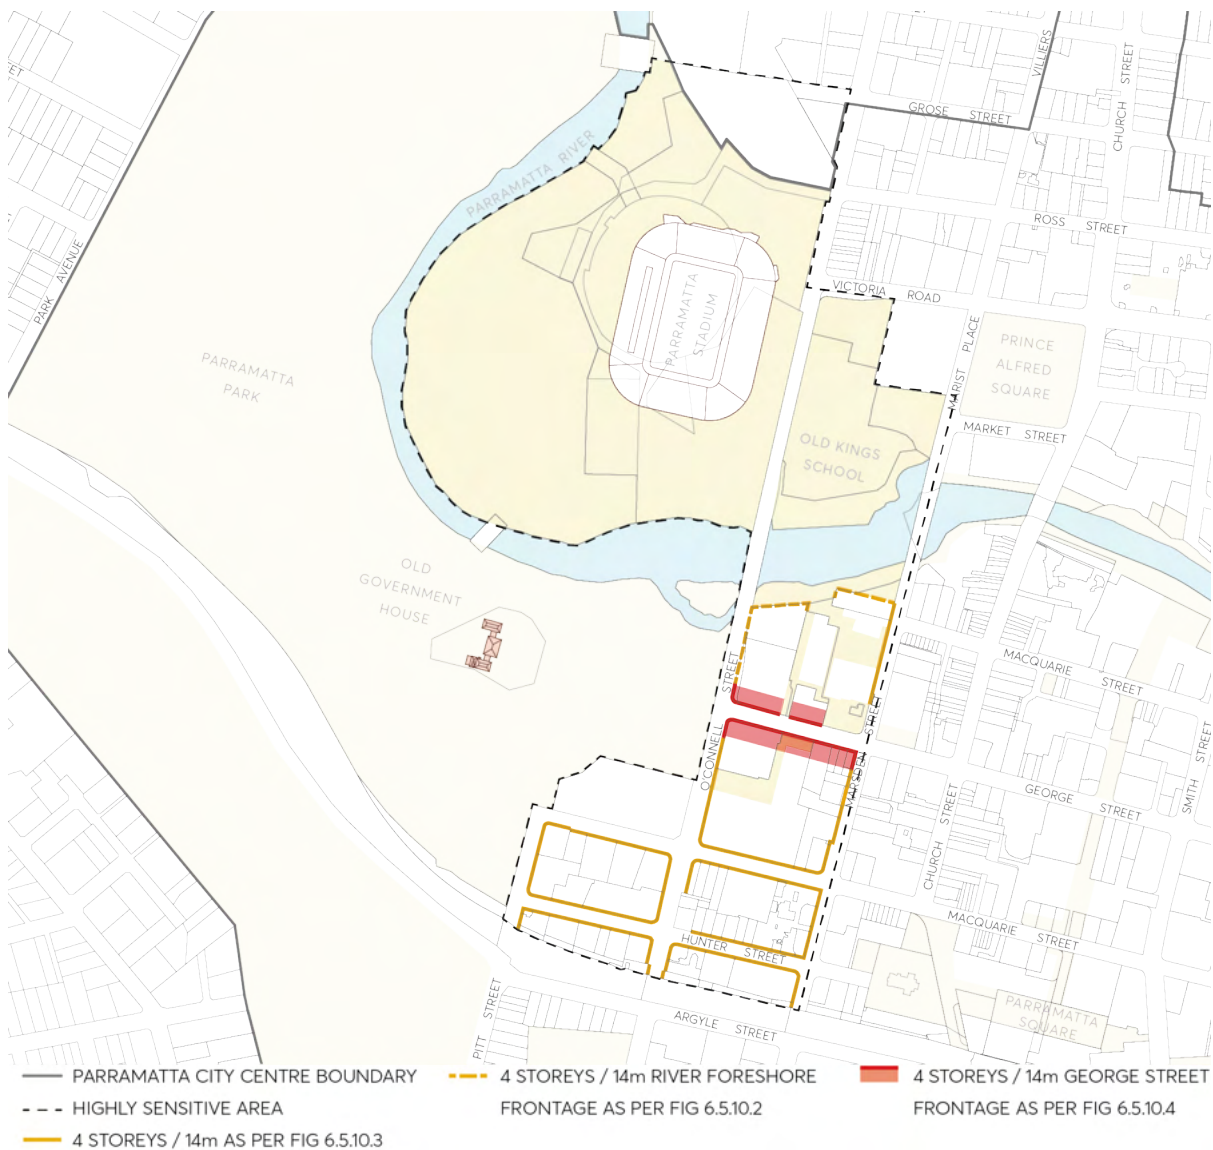 VILLIERS
CHURCH STREET
GROSE STREET
ROSS STREET
PARRAMATTA RIVER
PARK AVENUE
PARRAMATTA
STADIUM
VICTORIA ROAD
MARIST PLACE
PRINCE
ALFRED
SQUARE
PARRAMATTA
PARK
MARKET STREET
OLD KINGS
SCHOOL
OLD
GOVERNMENT
HOUSE
O'CONNELL STREET
MARSDEN STREET
MACQUARIE STREET
SMITH STREET
GEORGE STREET
CHURCH STREET
MACQUARIE STREET
HUNTER STREET
PITT STREET
ARGYLE STREET
PARRAMATTA
SQUARE
PARRAMATTA CITY CENTRE BOUNDARY
HIGHLY SENSITIVE AREA
4 STOREYS / 14m AS PER FIG 6.5.10.3
4 STOREYS / 14m RIVER FORESHORE
FRONTAGE AS PER FIG 6.5.10.2
4 STOREYS / 14m GEORGE STREET
FRONTAGE AS PER FIG 6.5.10.4